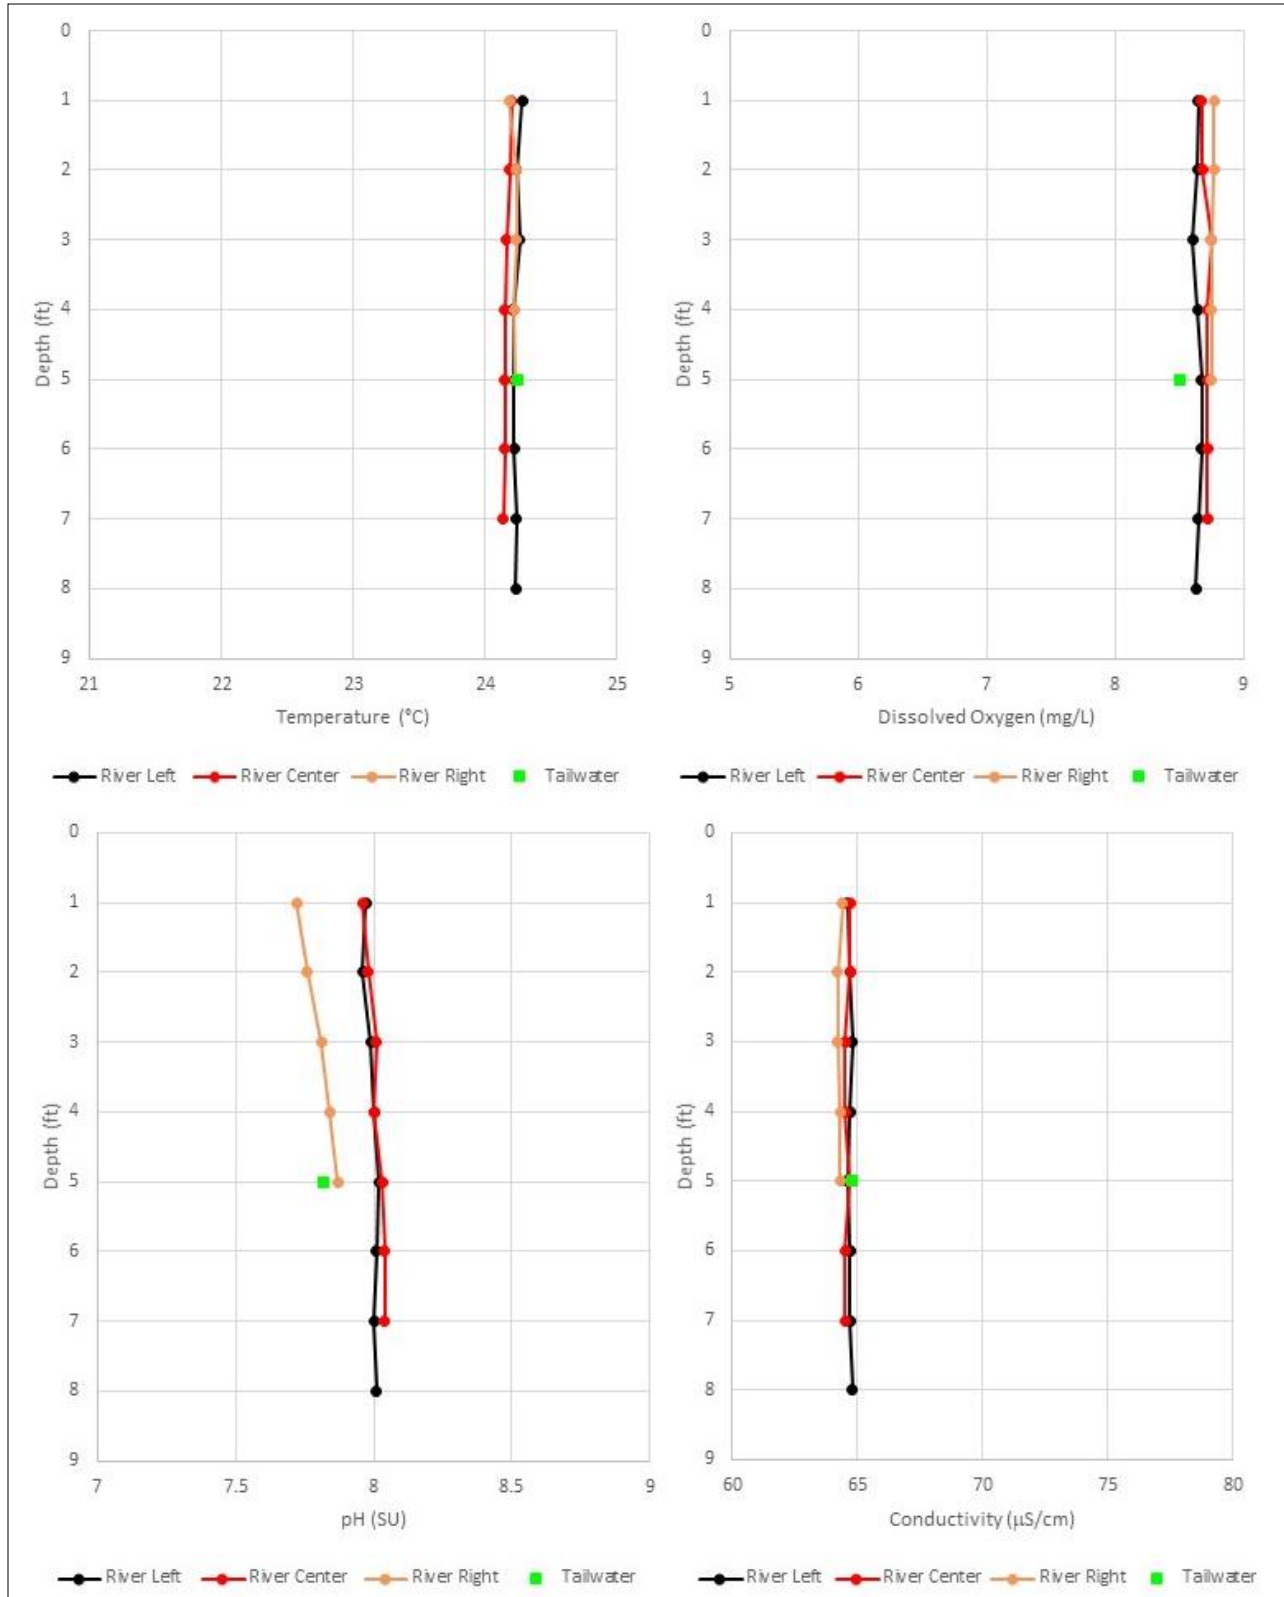 0
1
2
3
4
5
6
7
8
9
Depth (ft)
21 22 23 24 25
Temperature (°C)
River Left River Center River Right Tailwater
0
1
2
3
4
5
6
7
8
9
Depth (ft)
5 6 7 8 9
Dissolved Oxygen (mg/L)
River Left River Center River Right Tailwater
0
1
2
3
4
5
6
7
8
9
Depth (ft)
7 7.5 8 8.5 9
pH (SU)
River Left River Center River Right Tailwater
0
1
2
3
4
5
6
7
8
9
Depth (ft)
60 65 70 75 80
Conductivity (µS/cm)
River Left River Center River Right Tailwater